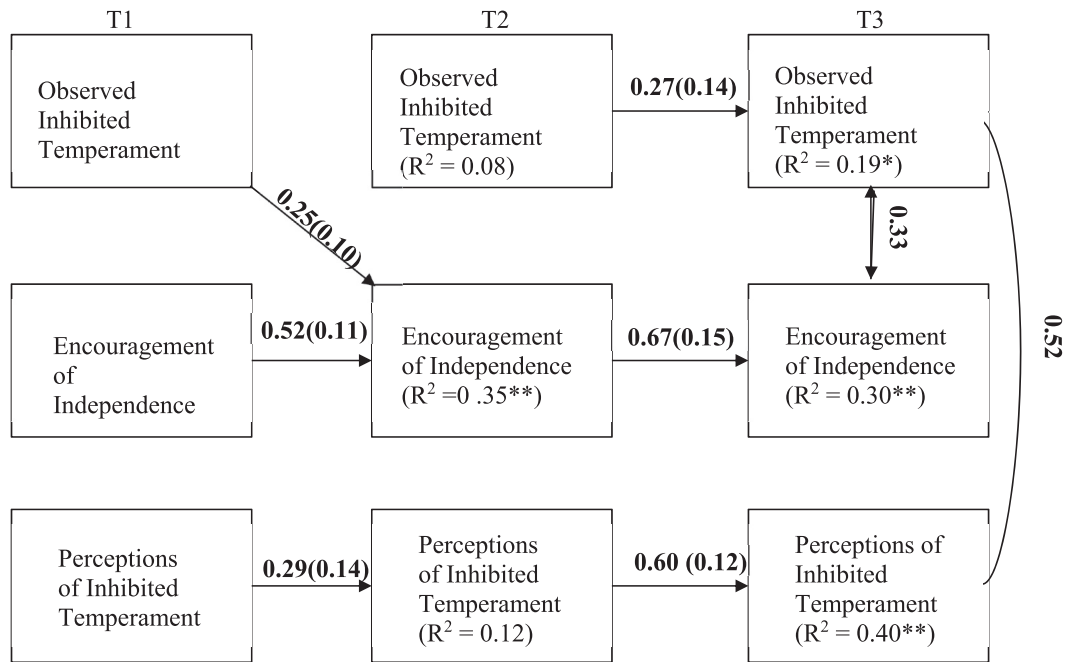 T1
T2
T3
Observed
Inhibited
Temperament
Observed
Inhibited
Temperament
(R² = 0.08)
0.27(0.14)
Observed
Inhibited
Temperament
(R² = 0.19*)
0.25(0.10)
0.33
Encouragement
of
Independence
0.52(0.11)
Encouragement
of Independence
(R² =0 .35**)
0.67(0.15)
Encouragement
of Independence
(R² = 0.30**)
0.52
Perceptions
of Inhibited
Temperament
0.29(0.14)
Perceptions
of Inhibited
Temperament
(R² = 0.12)
0.60 (0.12)
Perceptions of
Inhibited
Temperament
(R² = 0.40**)